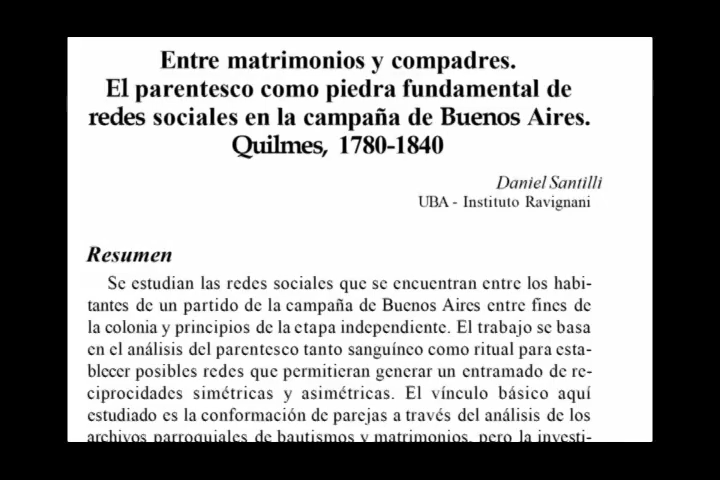 Entre matrimonios y compadres.
El parentesco como piedra fundamental de
redes sociales en la campaña de Buenos Aires.
Quilmes, 1780-1840
Daniel Santilli
UBA - Instituto Ravignani
Resumen
Se estudian las redes sociales que se encuentran entre los habi-
tantes de un partido de la campaña de Buenos Aires entre fines de
la colonia y principios de la etapa independiente. El trabajo se basa
en el análisis del parentesco tanto sanguíneo como ritual para esta-
blecer posibles redes que permitieran generar un entramado de re-
ciprocidades simétricas y asimétricas. El vínculo básico aquí
estudiado es la conformación de parejas a través del análisis de los
archivos parroquiales de bautismos y matrimonios, pero la investi-